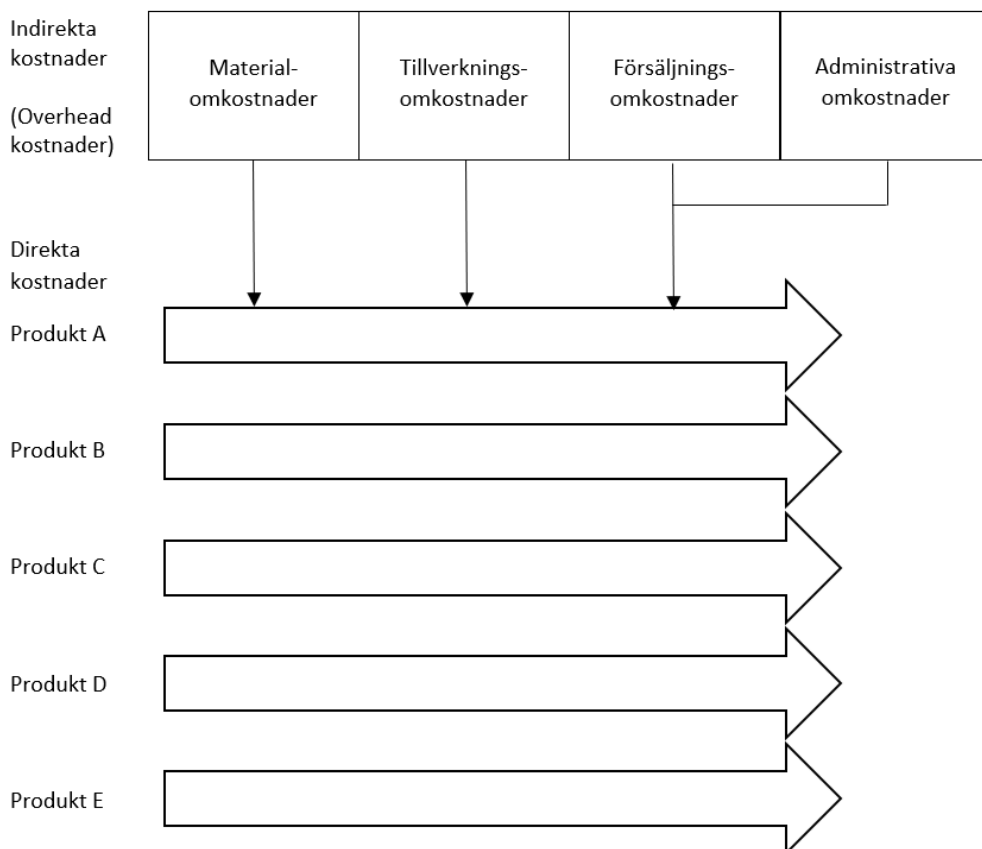 Indirekta
kostnader
(Overhead
kostnader)
Material-
omkostnader
Tillverknings-
omkostnader
Försäljnings-
omkostnader
Administrativa
omkostnader
Direkta
kostnader
Produkt A
Produkt B
Produkt C
Produkt D
Produkt E